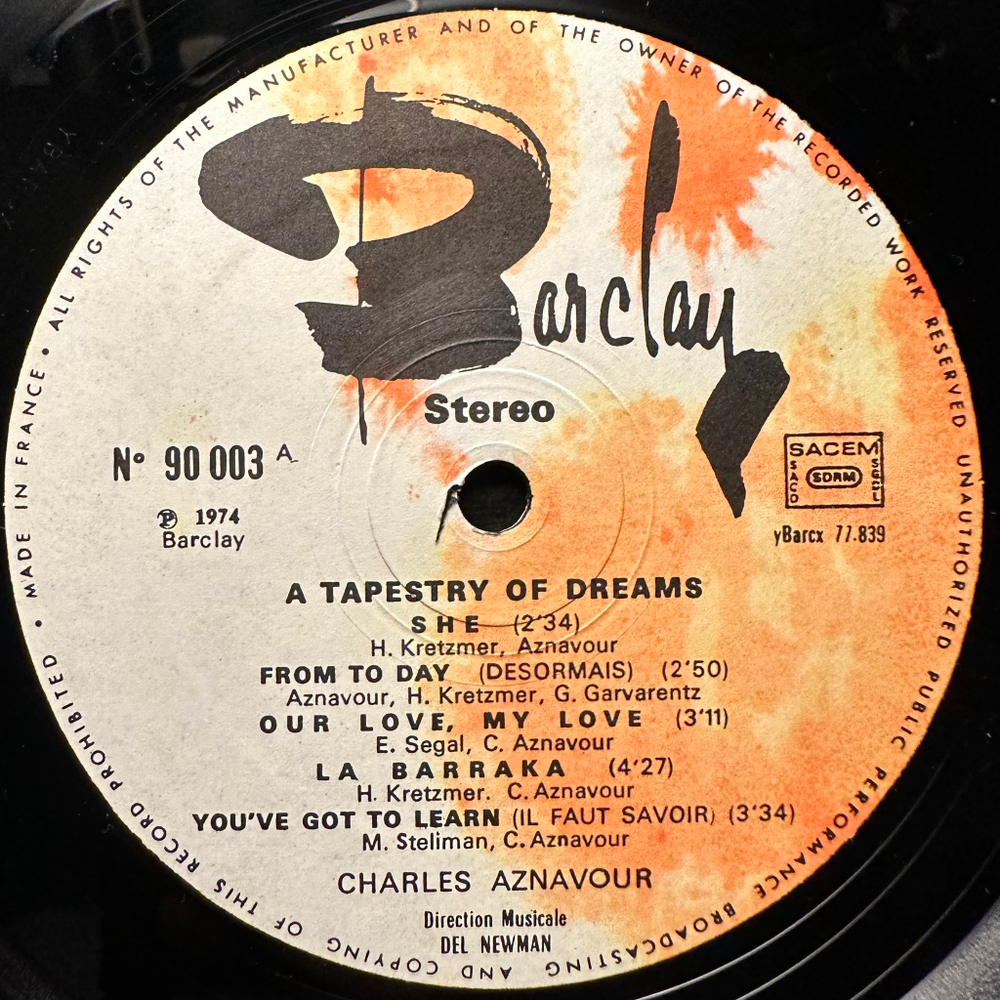 MADE IN FRANCE • ALL RIGHTS OF THE MANUFACTURER AND OF THE OWNER OF THE RECORDED WORK RESERVED UNAUTHORIZED PUBLIC PERFORMANCE BROADCASTING AND COPYING OF THIS RECORD PROHIBITED •
Barclay
Stereo
N° 90 003 A
SACEM
SACD
SDRM
SGDL
℗ 1974
Barclay
yBarcx 77.839
A TAPESTRY OF DREAMS
SHE (2'34)
H. Kretzmer, Aznavour
FROM TO DAY (DESORMAIS) (2'50)
Aznavour, H. Kretzmer, G. Garvarentz
OUR LOVE, MY LOVE (3'11)
E. Segal, C. Aznavour
LA BARRAKA (4'27)
H. Kretzmer. C. Aznavour
YOU'VE GOT TO LEARN (IL FAUT SAVOIR) (3'34)
M. Steliman, C. Aznavour
CHARLES AZNAVOUR
Direction Musicale
DEL NEWMAN